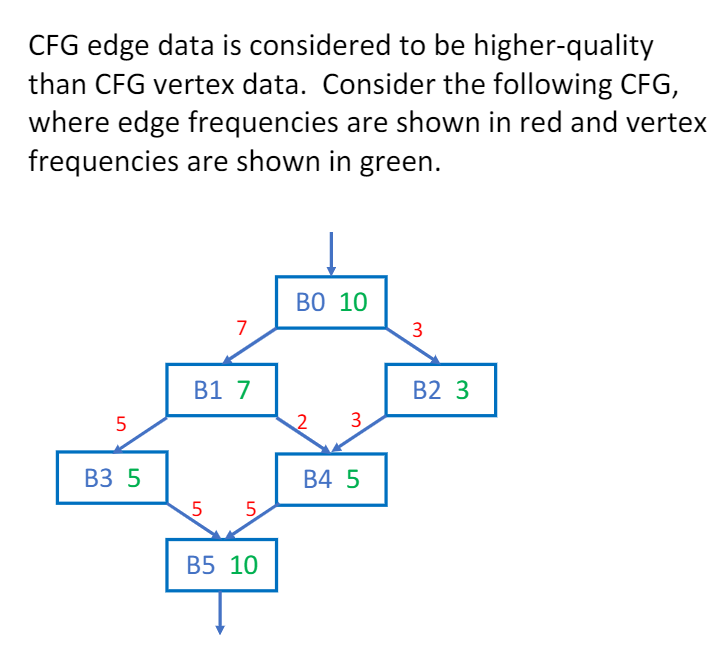 CFG edge data is considered to be higher-quality
than CFG vertex data. Consider the following CFG,
where edge frequencies are shown in red and vertex
frequencies are shown in green.
B0 10
7
3
B1 7
B2 3
5
2
3
B3 5
B4 5
5
5
B5 10